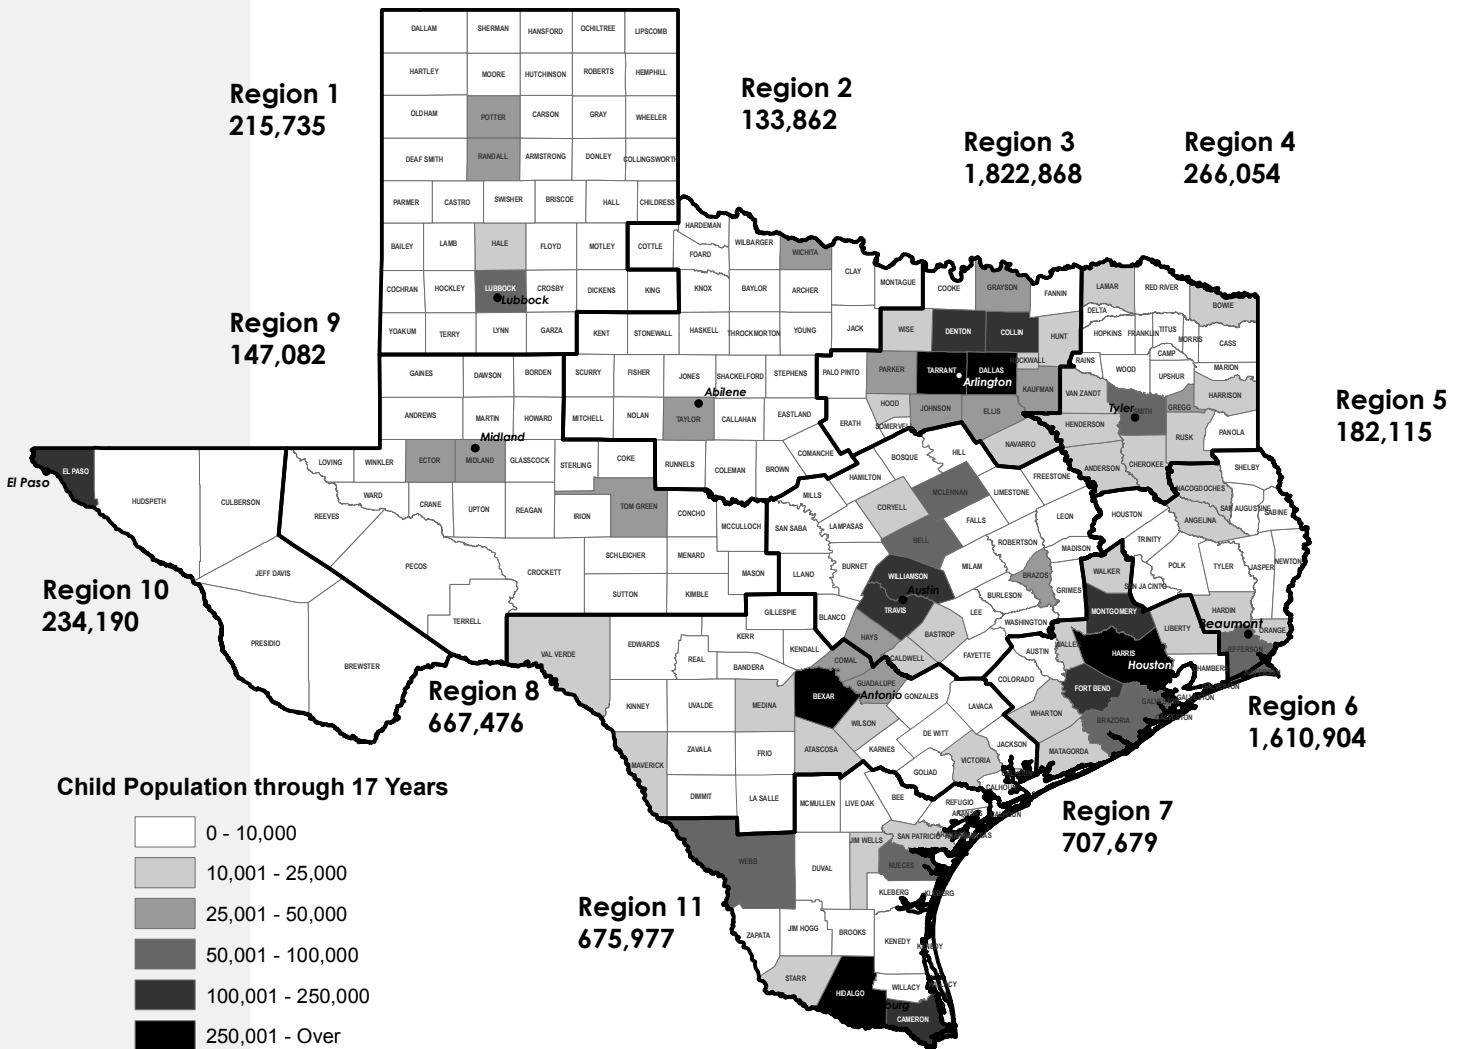 DALLAM SHERMAN HANSFORD OCHILTREE LIPSCOMB
HARTLEY MOORE HUTCHINSON ROBERTS HEMPHILL
Region 1
215,735
Region 2
133,862
OLDHAM POTTER CARSON GRAY WHEELER
Region 3
1,822,868
Region 4
266,054
DEAF SMITH RANDALL ARMSTRONG DONLEY COLLINGSWORTH
PARMER CASTRO SWISHER BRISCOE HALL CHILDRESS
HARDEMAN
BAILEY LAMB HALE FLOYD MOTLEY COTTLE FOARD WILBARGER WICHITA
CLAY MONTAGUE COOKE GRAYSON FANNIN LAMAR RED RIVER BOWIE
COCHRAN HOCKLEY LUBBOCK CROSBY DICKENS KING KNOX BAYLOR ARCHER
Lubbock
DELTA
Region 9
147,082
YOAKUM TERRY LYNN GARZA KENT STONEWALL HASKELL THROCKMORTON YOUNG JACK WISE DENTON COLLIN HUNT HOPKINS FRANKLIN TITUS MORRIS CASS
CAMP
ROCKWALL RAINS WOOD UPSHUR MARION
GAINES DAWSON BORDEN SCURRY FISHER JONES SHACKELFORD STEPHENS PALO PINTO PARKER TARRANT DALLAS
Arlington
Abilene
KAUFMAN VAN ZANDT SMITH GREGG HARRISON
Tyler
ANDREWS MARTIN HOWARD MITCHELL NOLAN TAYLOR CALLAHAN EASTLAND ERATH HOOD JOHNSON ELLIS
SOMERVELL
HENDERSON RUSK PANOLA
Region 5
182,115
Midland
LOVING WINKLER ECTOR MIDLAND GLASSCOCK STERLING COKE RUNNELS COLEMAN BROWN COMANCHE BOSQUE HILL NAVARRO
ANDERSON CHEROKEE SHELBY
EL PASO
El Paso
HUDSPETH CULBERSON REEVES WARD CRANE UPTON REAGAN IRION TOM GREEN CONCHO MCCULLOCH SAN SABA MILLS HAMILTON
CORYELL MCLENNAN LIMESTONE FREESTONE
NACOGDOCHES SAN AUGUSTINE SABINE
LAMPASAS BELL FALLS LEON HOUSTON ANGELINA
ROBERTSON MADISON TRINITY
JEFF DAVIS PECOS CROCKETT SCHLEICHER MENARD MASON LLANO BURNET WILLIAMSON MILAM BRAZOS GRIMES WALKER
POLK TYLER JASPER NEWTON
SAN JACINTO
Region 10
234,190
SUTTON KIMBLE GILLESPIE BLANCO TRAVIS
Austin
LEE BURLESON WASHINGTON MONTGOMERY HARDIN
Beaumont
ORANGE
LIBERTY JEFFERSON
PRESIDIO BREWSTER TERRELL
VAL VERDE EDWARDS KERR KENDALL HAYS BASTROP
REAL BANDERA COMAL CALDWELL FAYETTE AUSTIN WALLER HARRIS
Houston
CHAMBERS
Region 8
667,476
KINNEY UVALDE MEDINA BEXAR GUADALUPE
Antonio
GONZALES LAVACA COLORADO FORT BEND
GALVESTON
Region 6
1,610,904
WILSON WHARTON BRAZORIA
ZAVALA FRIO ATASCOSA KARNES DE WITT JACKSON MATAGORDA
MAVERICK VICTORIA
GOLIAD
Child Population through 17 Years
DIMMIT LA SALLE MCMULLEN LIVE OAK BEE REFUGIO CALHOUN
Region 7
707,679
0 - 10,000
10,001 - 25,000
25,001 - 50,000
50,001 - 100,000
100,001 - 250,000
250,001 - Over
WEBB DUVAL JIM WELLS SAN PATRICIO
NUECES
KLEBERG
Region 11
675,977
ZAPATA JIM HOGG BROOKS KENEDY
STARR HIDALGO WILLACY
burg
CAMERON